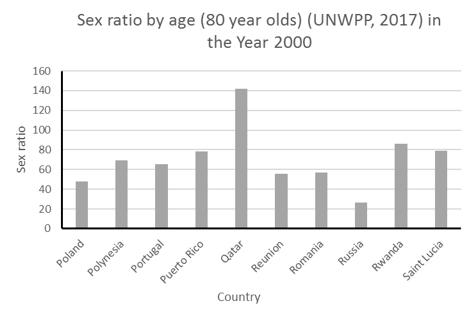 Sex ratio by age (80 year olds) (UNWPP, 2017) in
the Year 2000
160
140
120
100
80
60
40
20
0
Sex ratio
Poland
Polynesia
Portugal
Puerto Rico
Qatar
Reunion
Romania
Russia
Rwanda
Saint Lucia
Country